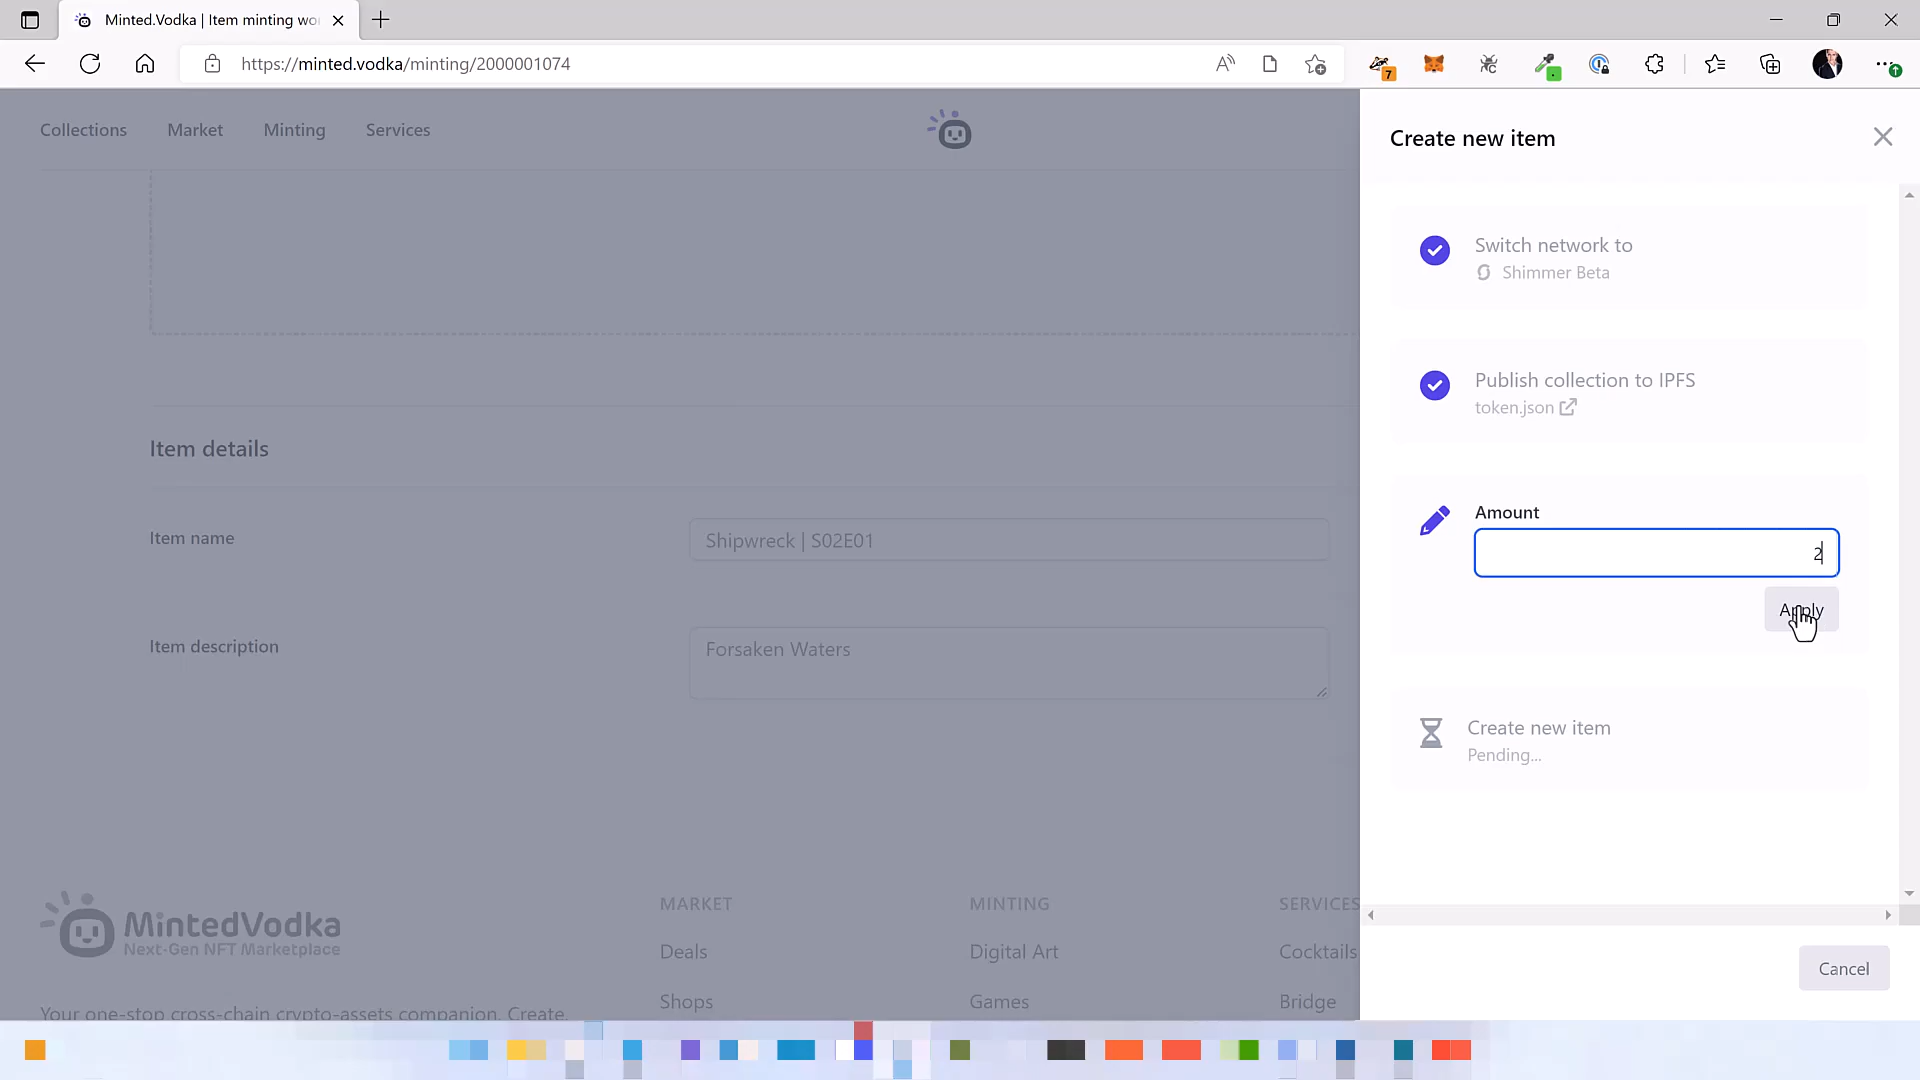 Minted.Vodka | Item minting wo
https://minted.vodka/minting/2000001074
7
Collections
Market
Minting
Services
Create new item
Switch network to
Shimmer Beta
Publish collection to IPFS
token.json
Item details
Amount
2
Item name
Shipwreck | S02E01
Apply
Item description
Forsaken Waters
Create new item
Pending...
MintedVodka
Next-Gen NFT Marketplace
MARKET
MINTING
SERVICES
Deals
Digital Art
Cocktails
Cancel
Shops
Games
Bridge
Your one-stop cross-chain crypto-assets companion. Create,